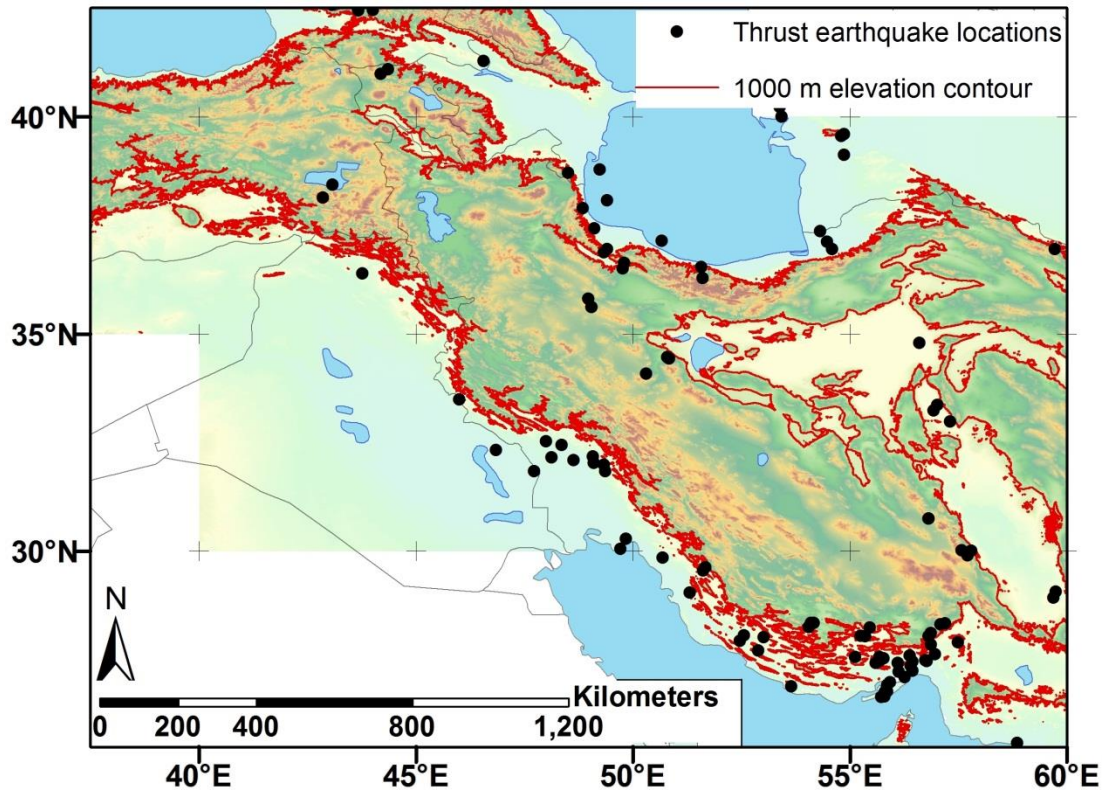 Thrust earthquake locations
1000 m elevation contour
40°N
35°N
30°N
N
Kilometers
0 200 400 800 1,200
40°E 45°E 50°E 55°E 60°E